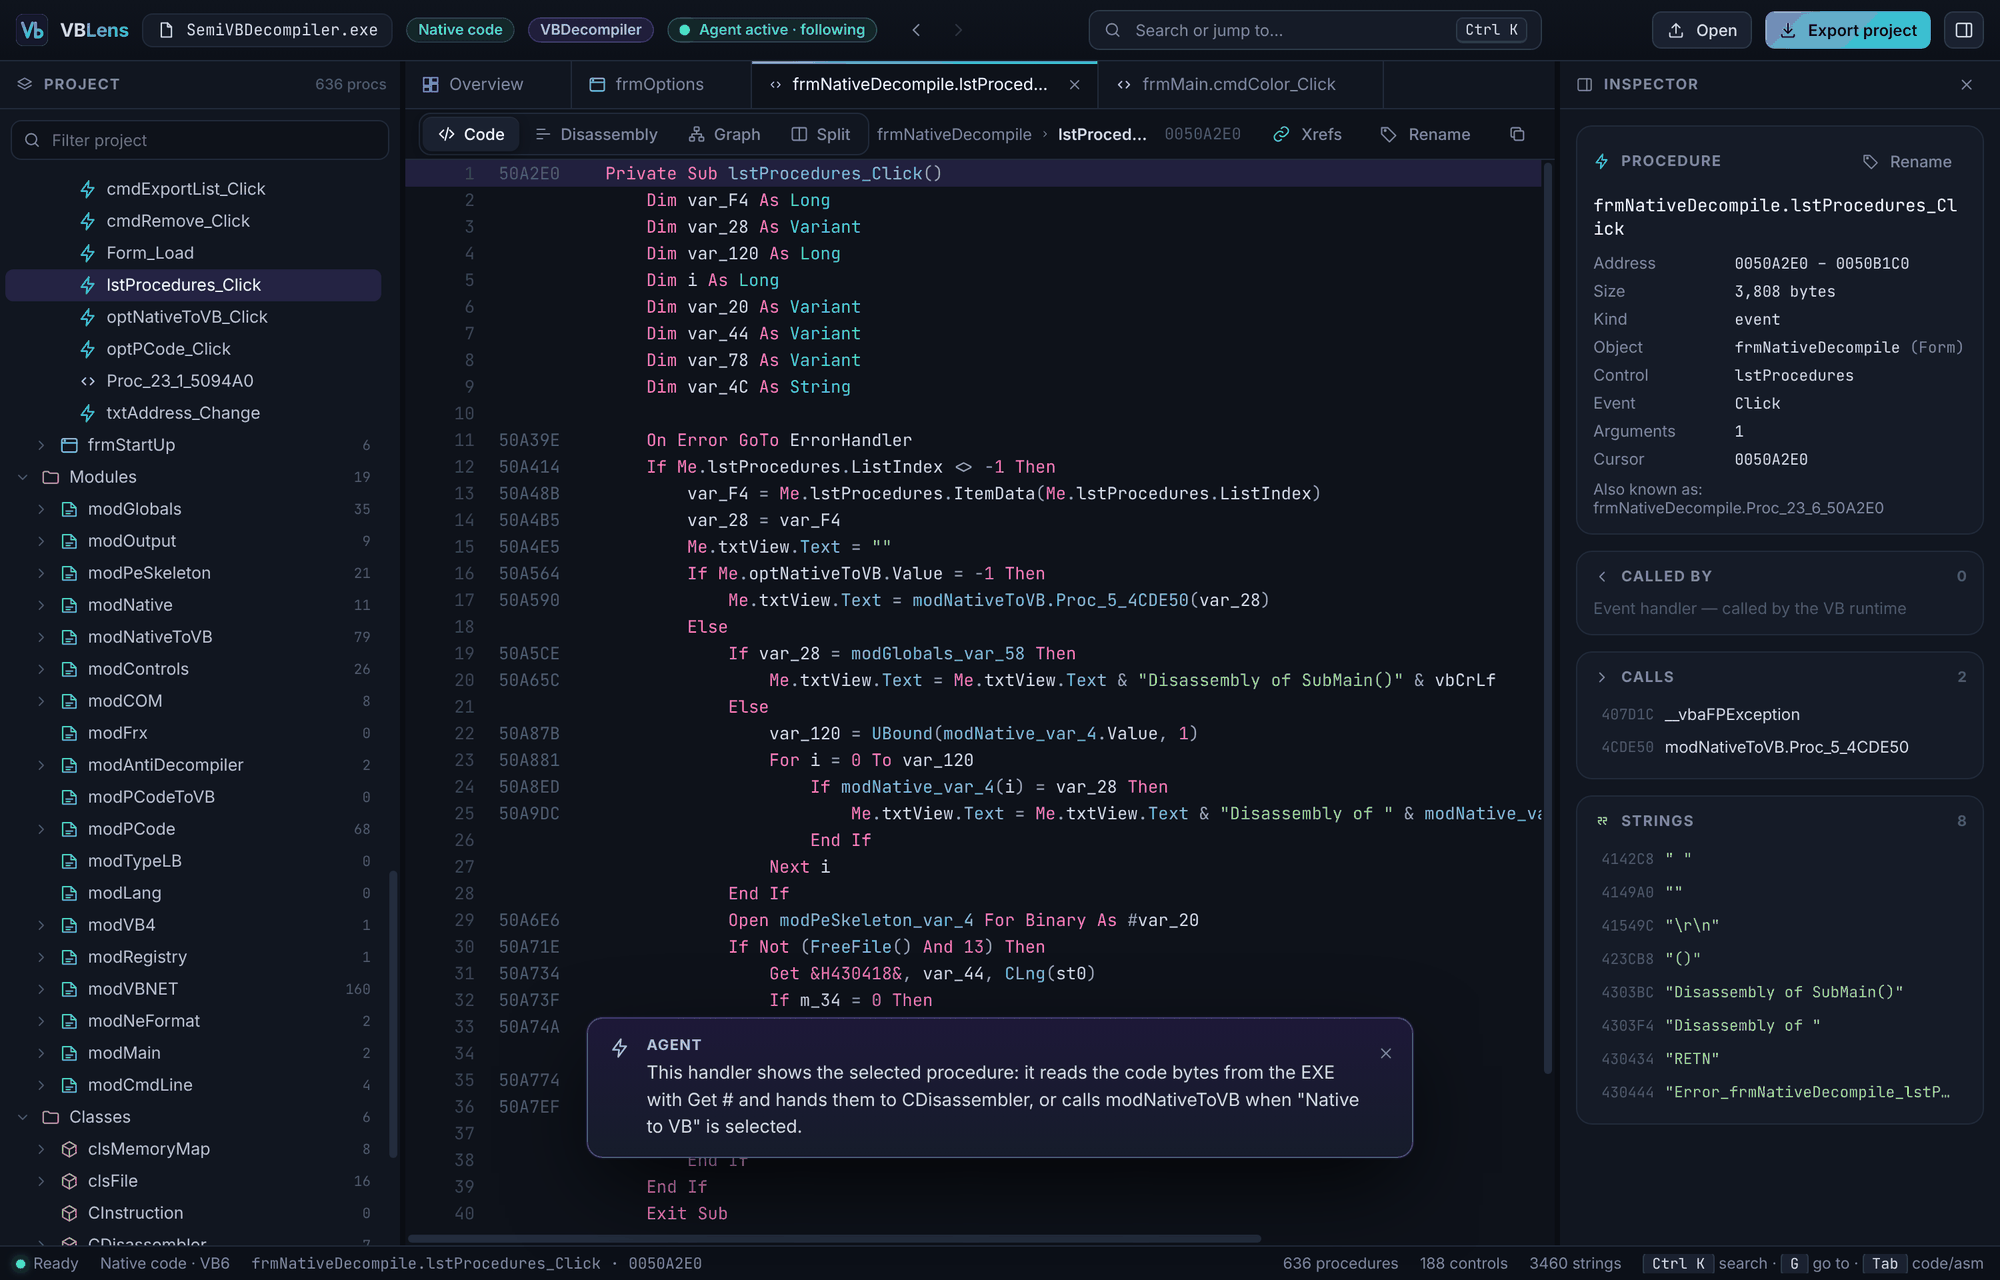 Vb VBLens SemiVBDecompiler.exe Native code VBDecompiler Agent active · following Search or jump to... Ctrl K Open Export project
PROJECT 636 procs
Filter project
cmdExportList_Click
cmdRemove_Click
Form_Load
lstProcedures_Click
optNativeToVB_Click
optPCode_Click
Proc_23_1_5094A0
txtAddress_Change
frmStartUp 6
Modules 19
modGlobals 35
modOutput 9
modPeSkeleton 21
modNative 11
modNativeToVB 79
modControls 26
modCOM 8
modFrx 0
modAntiDecompiler 2
modPCodeToVB 0
modPCode 68
modTypeLB 0
modLang 0
modVB4 1
modRegistry 1
modVBNET 160
modNeFormat 2
modMain 2
modCmdLine 4
Classes 6
clsMemoryMap 8
clsFile 16
CInstruction 0
CDisassembler 7
Overview frmOptions frmNativeDecompile.lstProced... frmMain.cmdColor_Click
Code Disassembly Graph Split frmNativeDecompile › lstProced... 0050A2E0 Xrefs Rename
1 50A2E0 Private Sub lstProcedures_Click()
2 Dim var_F4 As Long
3 Dim var_28 As Variant
4 Dim var_120 As Long
5 Dim i As Long
6 Dim var_20 As Variant
7 Dim var_44 As Variant
8 Dim var_78 As Variant
9 Dim var_4C As String
10
11 50A39E On Error GoTo ErrorHandler
12 50A414 If Me.lstProcedures.ListIndex <> -1 Then
13 50A48B var_F4 = Me.lstProcedures.ItemData(Me.lstProcedures.ListIndex)
14 50A4B5 var_28 = var_F4
15 50A4E5 Me.txtView.Text = ""
16 50A564 If Me.optNativeToVB.Value = -1 Then
17 50A590 Me.txtView.Text = modNativeToVB.Proc_5_4CDE50(var_28)
18 Else
19 50A5CE If var_28 = modGlobals_var_58 Then
20 50A65C Me.txtView.Text = Me.txtView.Text & "Disassembly of SubMain()" & vbCrLf
21 Else
22 50A87B var_120 = UBound(modNative_var_4.Value, 1)
23 50A881 For i = 0 To var_120
24 50A8ED If modNative_var_4(i) = var_28 Then
25 50A9DC Me.txtView.Text = Me.txtView.Text & "Disassembly of " & modNative_va
26 End If
27 Next i
28 End If
29 50A6E6 Open modPeSkeleton_var_4 For Binary As #var_20
30 50A71E If Not (FreeFile() And 13) Then
31 50A734 Get &H430418&, var_44, CLng(st0)
32 50A73F If m_34 = 0 Then
33 50A74A
34
35 50A774
36 50A7EF
37
38 End If
39 End If
40 Exit Sub
AGENT
This handler shows the selected procedure: it reads the code bytes from the EXE
with Get # and hands them to CDisassembler, or calls modNativeToVB when "Native
to VB" is selected.
INSPECTOR
PROCEDURE Rename
frmNativeDecompile.lstProcedures_Cl
ick
Address 0050A2E0 – 0050B1C0
Size 3,808 bytes
Kind event
Object frmNativeDecompile (Form)
Control lstProcedures
Event Click
Arguments 1
Cursor 0050A2E0
Also known as:
frmNativeDecompile.Proc_23_6_50A2E0
CALLED BY 0
Event handler — called by the VB runtime
CALLS 2
407D1C __vbaFPException
4CDE50 modNativeToVB.Proc_5_4CDE50
STRINGS 8
4142C8 " "
4149A0 ""
41549C "\r\n"
423CB8 "()"
4303BC "Disassembly of SubMain()"
4303F4 "Disassembly of "
430434 "RETN"
430444 "Error_frmNativeDecompile_lstP…
Ready Native code · VB6 frmNativeDecompile.lstProcedures_Click · 0050A2E0 636 procedures 188 controls 3460 strings Ctrl K search · G go to · Tab code/asm